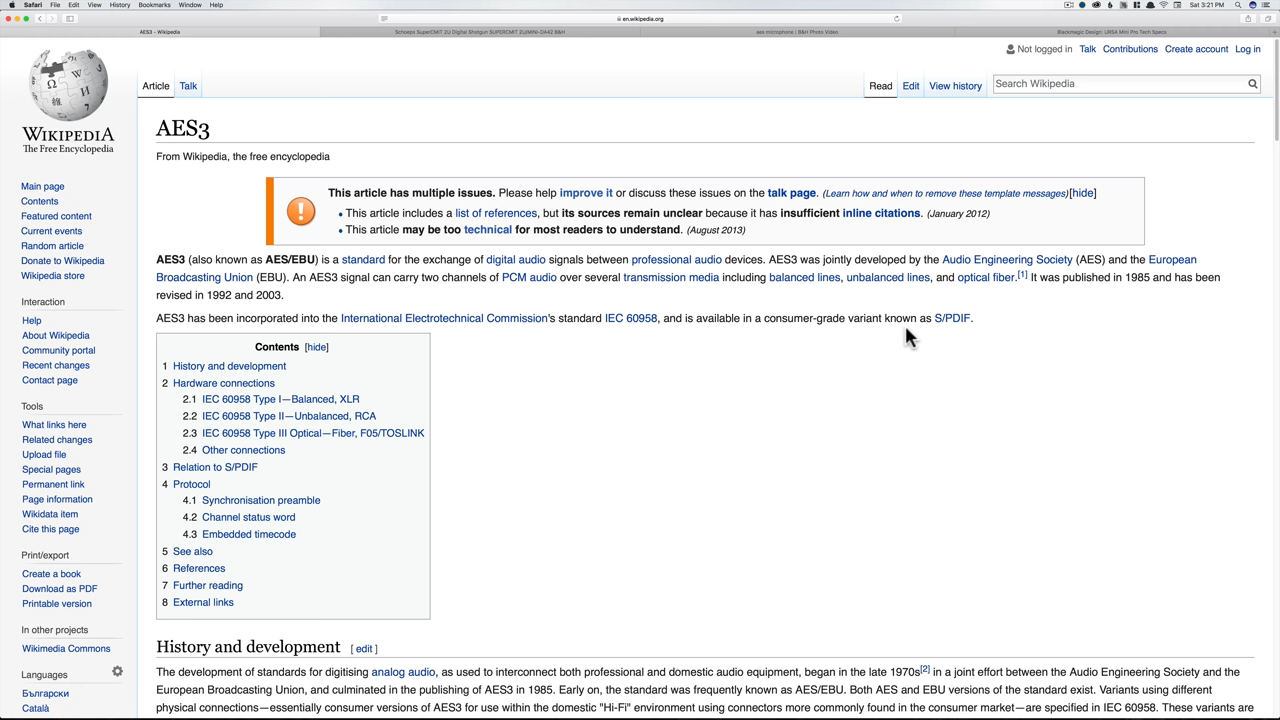 Safari File Edit View History Bookmarks Window Help
Sat 3:21 PM
en.wikipedia.org
AES3 - Wikipedia
Schoeps SuperCMIT 2U Digital Shotgun SUPERCMIT 2U/MINI-DA42 B&H
aes microphone | B&H Photo Video
Blackmagic Design: URSA Mini Pro Tech Specs
Not logged in Talk Contributions Create account Log in
Article Talk
Read Edit View history
Search Wikipedia
WIKIPEDIA
The Free Encyclopedia
Main page
Contents
Featured content
Current events
Random article
Donate to Wikipedia
Wikipedia store
Interaction
Help
About Wikipedia
Community portal
Recent changes
Contact page
Tools
What links here
Related changes
Upload file
Special pages
Permanent link
Page information
Wikidata item
Cite this page
Print/export
Create a book
Download as PDF
Printable version
In other projects
Wikimedia Commons
Languages
Български
Català
AES3
From Wikipedia, the free encyclopedia
This article has multiple issues. Please help improve it or discuss these issues on the talk page. (Learn how and when to remove these template messages)[hide]
• This article includes a list of references, but its sources remain unclear because it has insufficient inline citations. (January 2012)
• This article may be too technical for most readers to understand. (August 2013)
AES3 (also known as AES/EBU) is a standard for the exchange of digital audio signals between professional audio devices. AES3 was jointly developed by the Audio Engineering Society (AES) and the European
Broadcasting Union (EBU). An AES3 signal can carry two channels of PCM audio over several transmission media including balanced lines, unbalanced lines, and optical fiber.[1] It was published in 1985 and has been
revised in 1992 and 2003.
AES3 has been incorporated into the International Electrotechnical Commission's standard IEC 60958, and is available in a consumer-grade variant known as S/PDIF.
Contents [hide]
1 History and development
2 Hardware connections
2.1 IEC 60958 Type I—Balanced, XLR
2.2 IEC 60958 Type II—Unbalanced, RCA
2.3 IEC 60958 Type III Optical—Fiber, F05/TOSLINK
2.4 Other connections
3 Relation to S/PDIF
4 Protocol
4.1 Synchronisation preamble
4.2 Channel status word
4.3 Embedded timecode
5 See also
6 References
7 Further reading
8 External links
History and development [ edit ]
The development of standards for digitising analog audio, as used to interconnect both professional and domestic audio equipment, began in the late 1970s[2] in a joint effort between the Audio Engineering Society and the
European Broadcasting Union, and culminated in the publishing of AES3 in 1985. Early on, the standard was frequently known as AES/EBU. Both AES and EBU versions of the standard exist. Variants using different
physical connections—essentially consumer versions of AES3 for use within the domestic "Hi-Fi" environment using connectors more commonly found in the consumer market—are specified in IEC 60958. These variants are